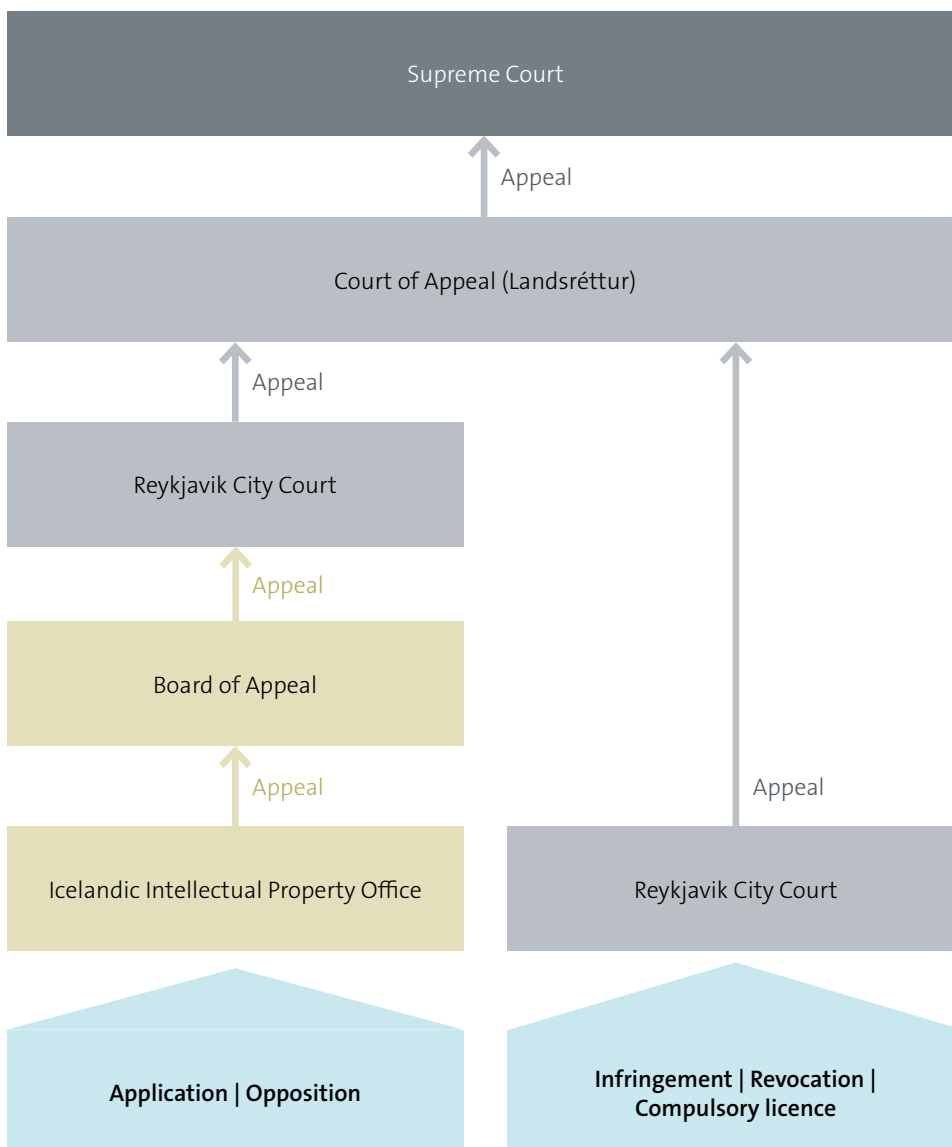 Supreme Court
Appeal
Court of Appeal (Landsréttur)
Appeal
Reykjavik City Court
Appeal
Board of Appeal
Appeal
Appeal
Icelandic Intellectual Property Office
Reykjavik City Court
Application | Opposition
Infringement | Revocation |
Compulsory licence